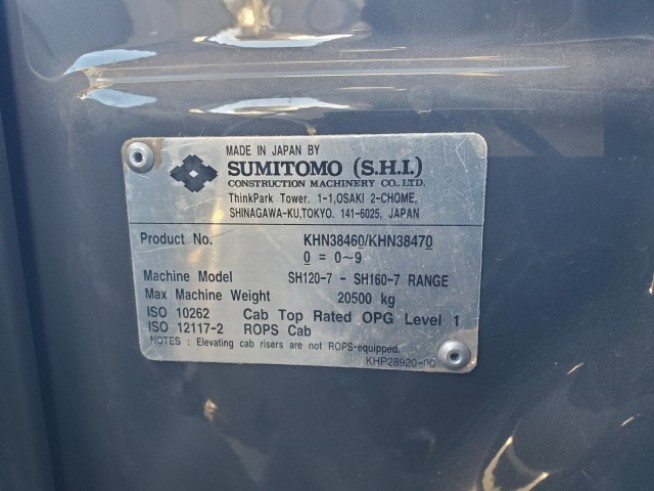 MADE IN JAPAN BY
SUMITOMO (S.H.I.)
CONSTRUCTION MACHINERY CO., LTD.
ThinkPark Tower. 1-1,OSAKI 2-CHOME,
SHINAGAWA-KU,TOKYO. 141-6025, JAPAN
Product No. KHN38460/KHN38470
0 = 0~9
Machine Model SH120-7 - SH160-7 RANGE
Max Machine Weight 20500 kg
ISO 10262 Cab Top Rated OPG Level 1
ISO 12117-2 ROPS Cab
NOTES : Elevating cab risers are not ROPS-equipped.